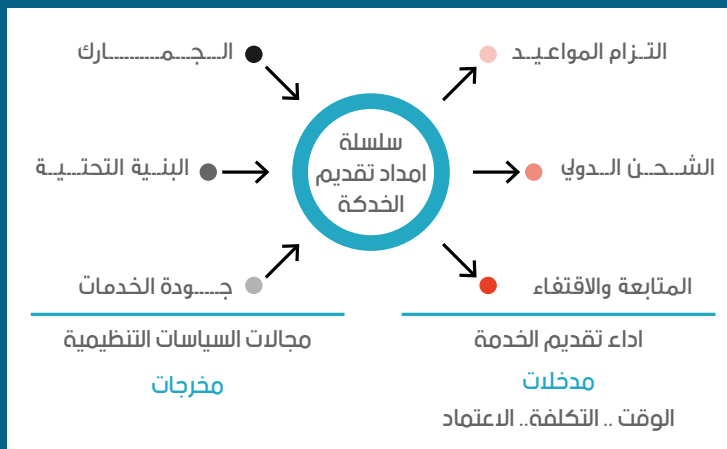 التزام المواعيد
الشحن الدولي
المتابعة والاقتفاء
سلسلة
امداد تقديم
الخدكة
الجمارك
البنية التحتية
جودة الخدمات
اداء تقديم الخدمة
مدخلات
الوقت .. التكلفة.. الاعتماد
مجالات السياسات التنظيمية
مخرجات